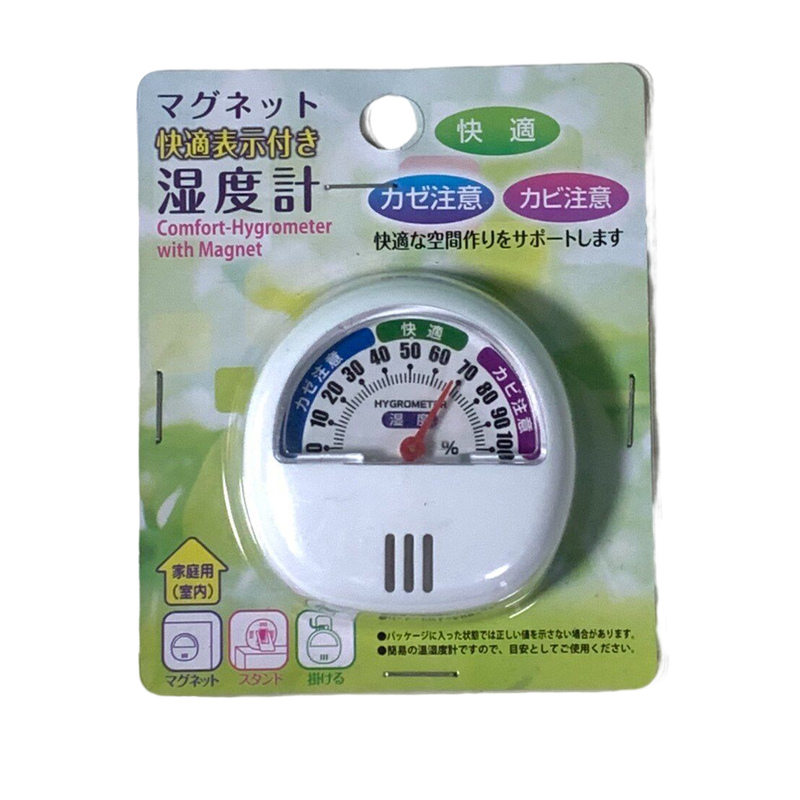 マグネット
快適表示付き
湿度計
Comfort-Hygrometer
with Magnet
快 適
カゼ注意
カビ注意
快適な空間作りをサポートします
カゼ注意
快 適
カビ注意
0 10 20 30 40 50 60 70 80 90 100
HYGROMETER
湿 度
%
家庭用
(室内)
マグネット
スタンド
掛ける
●パッケージに入った状態では正しい値を示さない場合があります。
●簡易の温湿度計ですので、目安としてご使用ください。